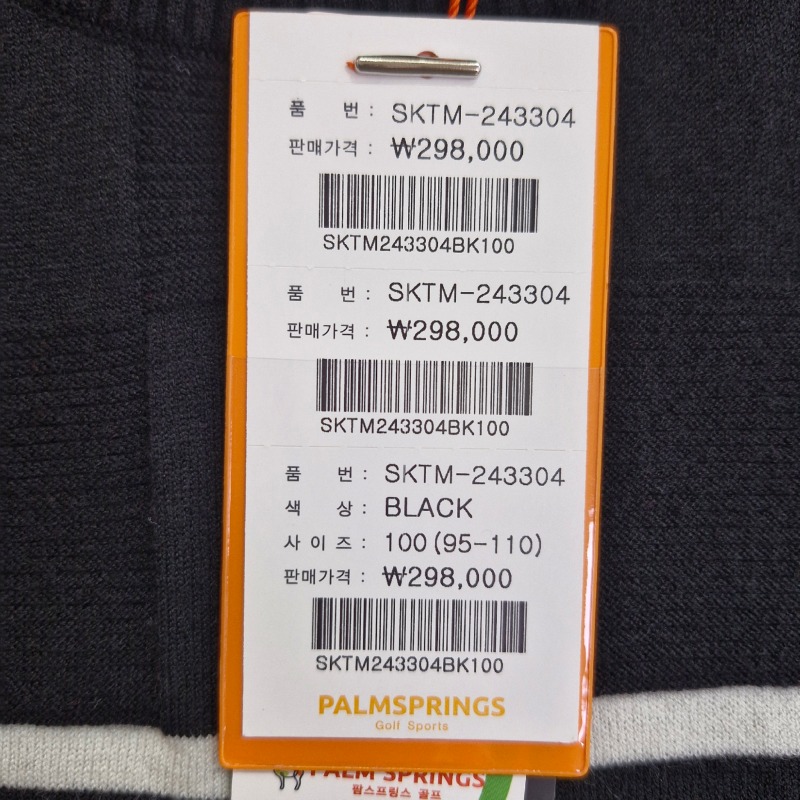 품 번 : SKTM-243304
판매가격 : ₩298,000
SKTM243304BK100
품 번 : SKTM-243304
판매가격 : ₩298,000
SKTM243304BK100
품 번 : SKTM-243304
색 상 : BLACK
사 이 즈 : 100(95-110)
판매가격 : ₩298,000
SKTM243304BK100
PALMSPRINGS
Golf Sports
PALM SPRINGS
팜스프링스 골프